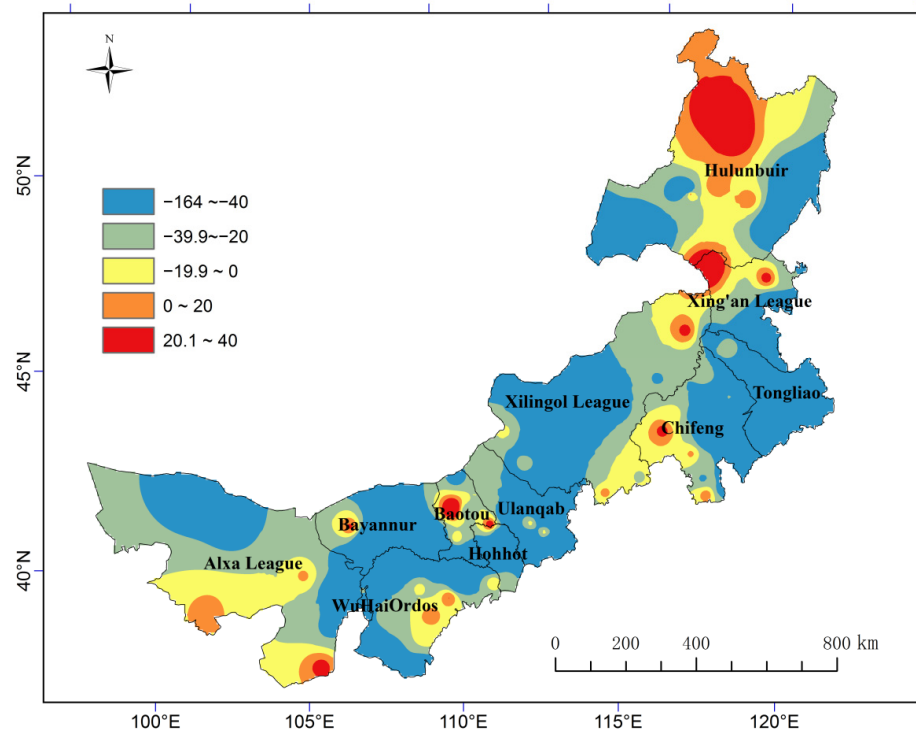 N
50°N
45°N
40°N
−164 ~−40
−39.9~−20
−19.9 ~ 0
0 ~ 20
20.1 ~ 40
Hulunbuir
Xing'an League
Xilingol League
Tongliao
Chifeng
Ulanqab
Baotou
Bayannur
Hohhot
Alxa League
WuHaiOrdos
0 200 400 800 km
100°E 105°E 110°E 115°E 120°E